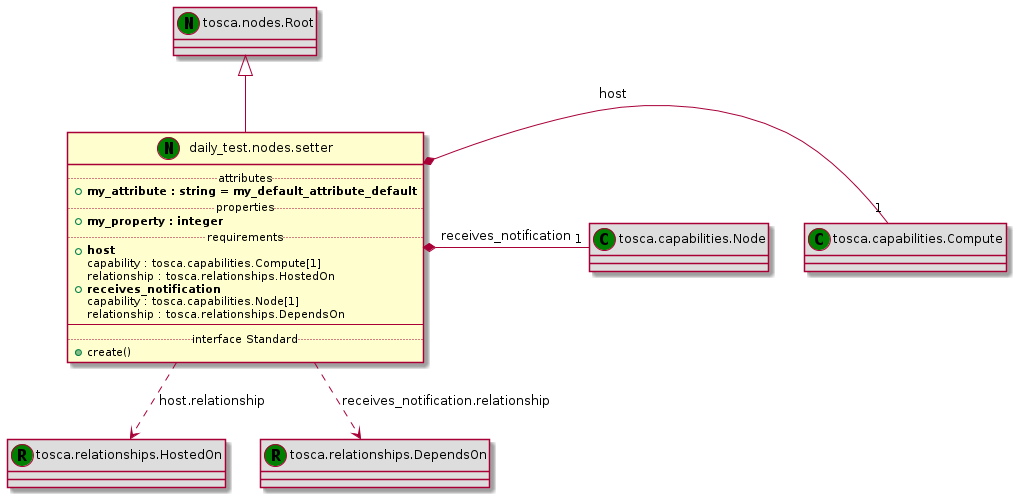 N tosca.nodes.Root
host
N daily_test.nodes.setter
attributes
my_attribute : string = my_default_attribute_default
properties
my_property : integer
requirements
host
capability : tosca.capabilities.Compute[1]
relationship : tosca.relationships.HostedOn
receives_notification
capability : tosca.capabilities.Node[1]
relationship : tosca.relationships.DependsOn
interface Standard
create()
receives_notification 1
C tosca.capabilities.Node
1
C tosca.capabilities.Compute
host.relationship
receives_notification.relationship
R tosca.relationships.HostedOn
R tosca.relationships.DependsOn